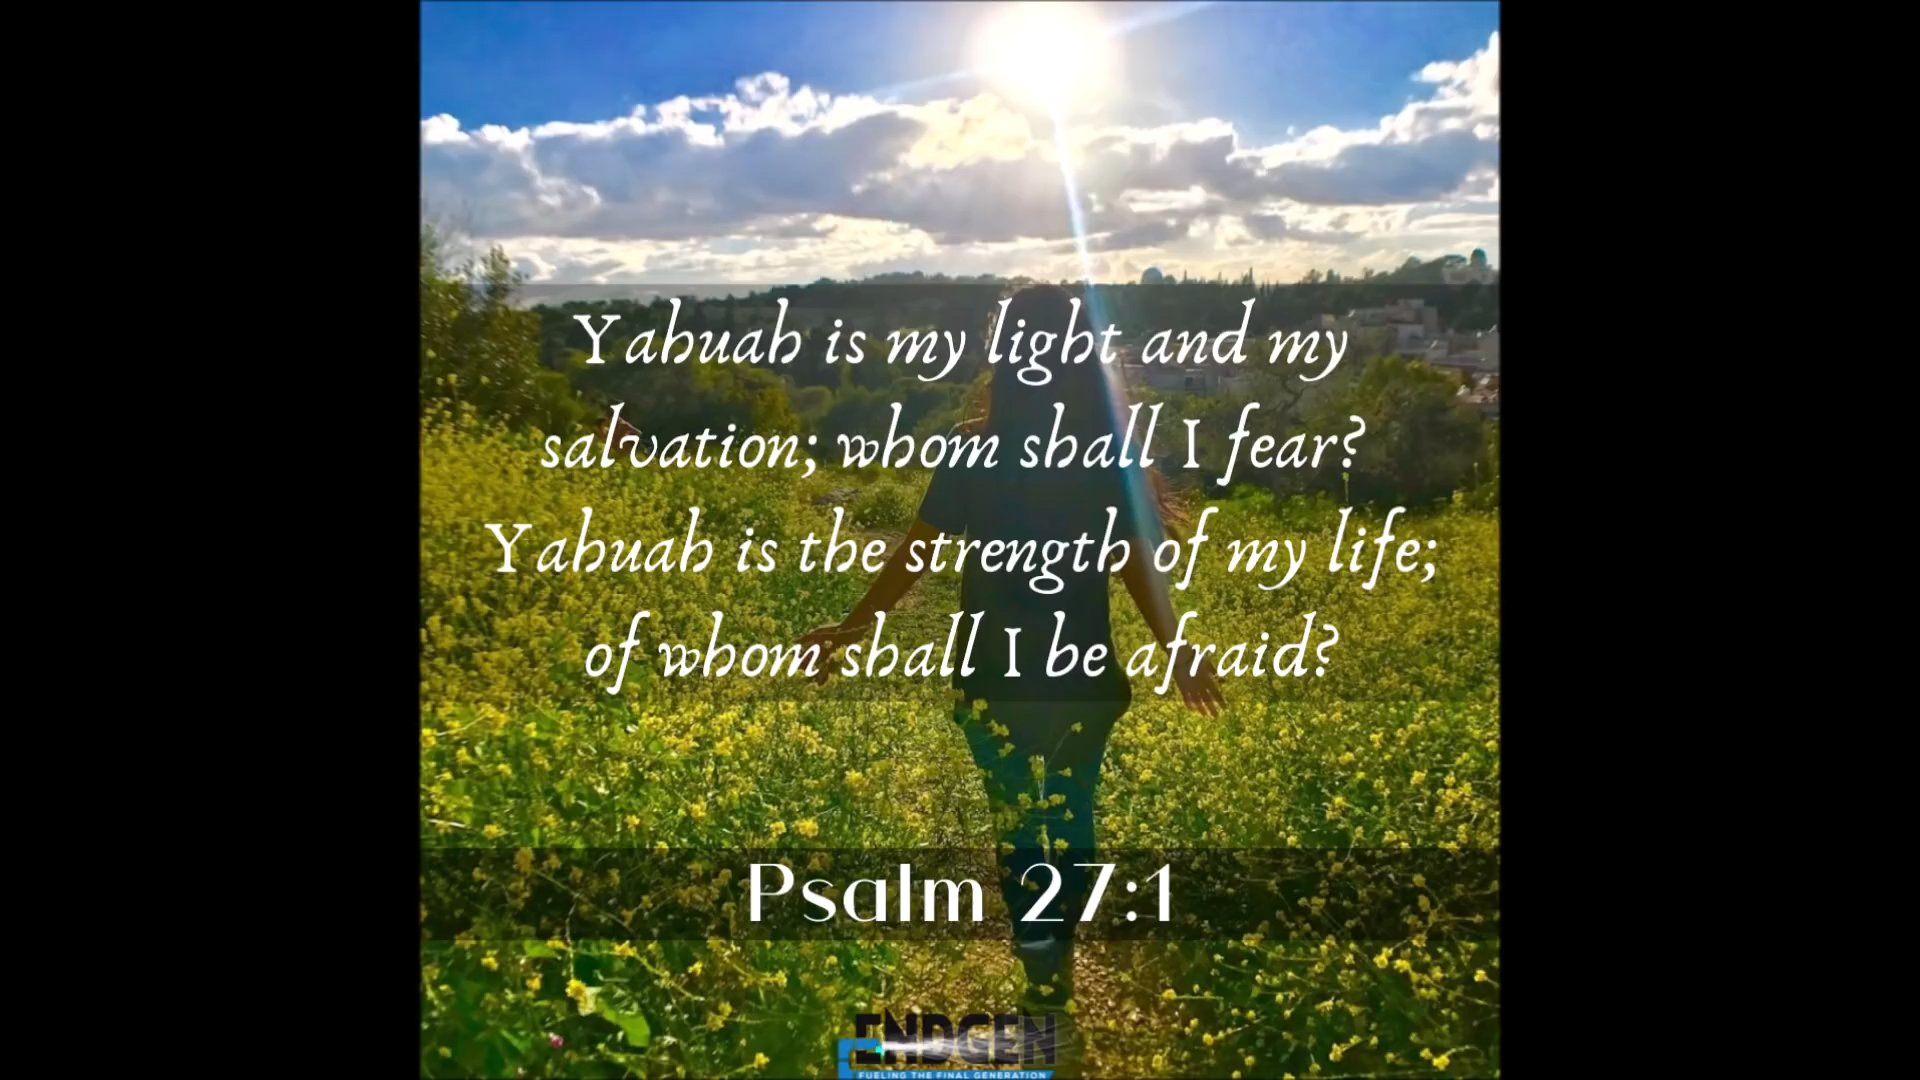 Yahuah is my light and my
salvation; whom shall I fear?
Yahuah is the strength of my life;
of whom shall I be afraid?
Psalm 27:1
ENDGEN
FUELING THE FINAL GENERATION